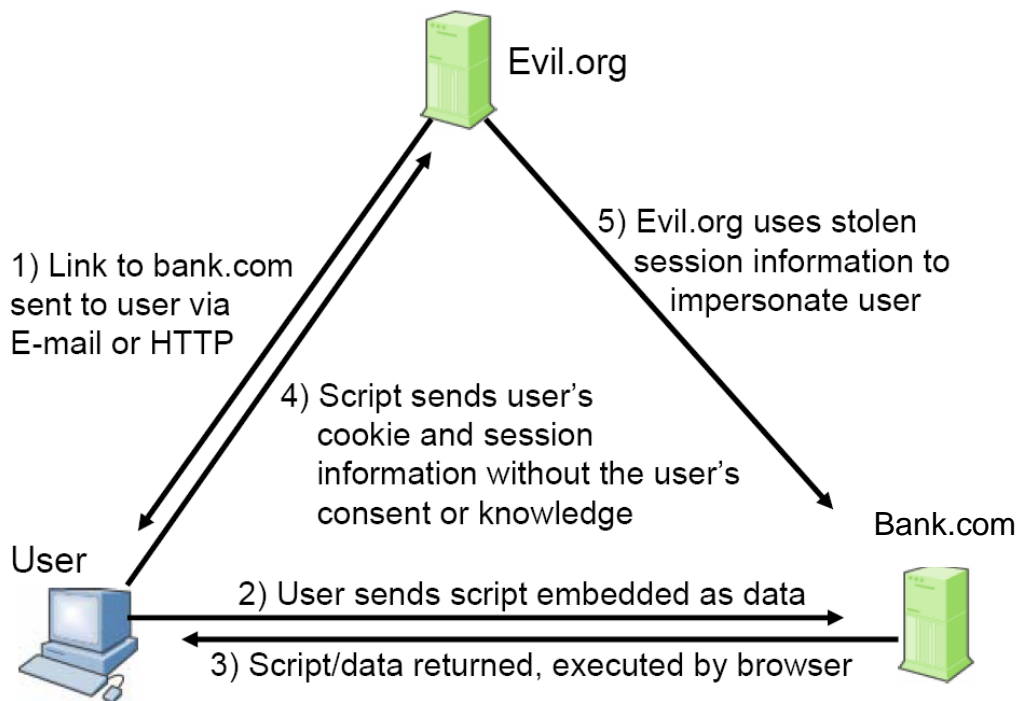 Evil.org
1) Link to bank.com
sent to user via
E-mail or HTTP
5) Evil.org uses stolen
session information to
impersonate user
4) Script sends user's
cookie and session
information without the user's
consent or knowledge
User
Bank.com
2) User sends script embedded as data
3) Script/data returned, executed by browser